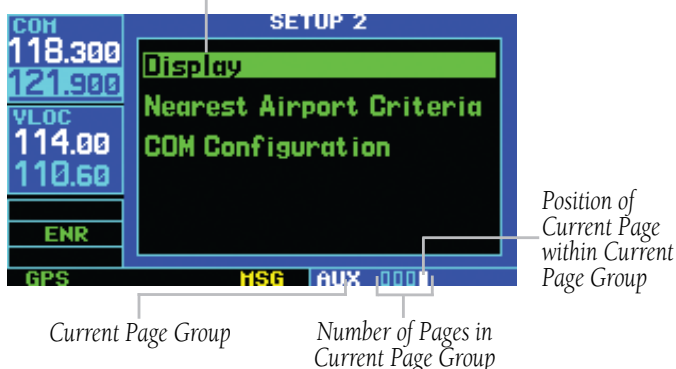 COM
SETUP 2
118.300
121.900
Display
Nearest Airport Criteria
COM Configuration
VLOC
114.00
110.60
ENR
GPS
MSG
AUX
Position of
Current Page
within Current
Page Group
Current Page Group
Number of Pages in
Current Page Group